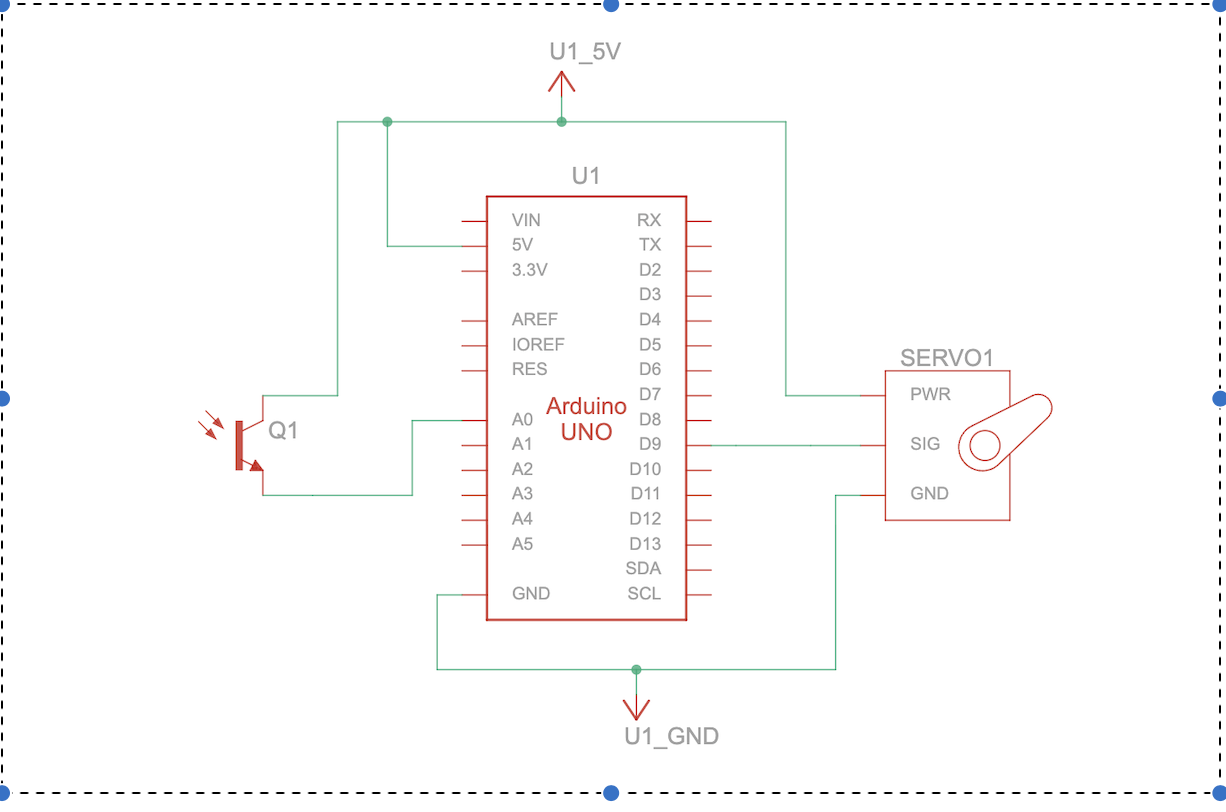 U1_5V
U1
VIN
5V
3.3V
AREF
IOREF
RES
A0
A1
A2
A3
A4
A5
GND
Arduino
UNO
RX
TX
D2
D3
D4
D5
D6
D7
D8
D9
D10
D11
D12
D13
SDA
SCL
Q1
SERVO1
PWR
SIG
GND
U1_GND